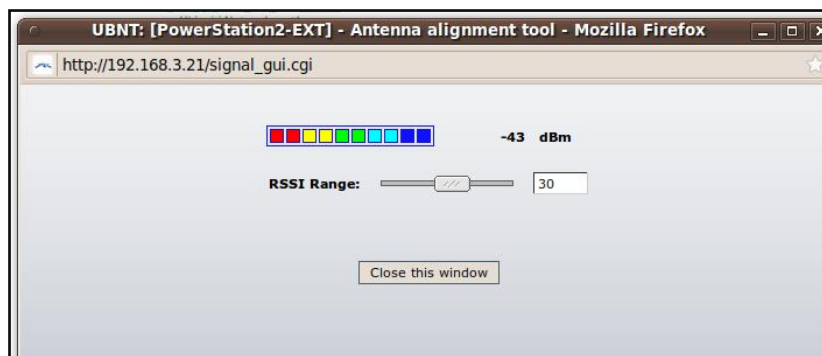 UBNT: [PowerStation2-EXT] - Antenna alignment tool - Mozilla Firefox
http://192.168.3.21/signal_gui.cgi
-43 dBm
RSSI Range: 30
Close this window